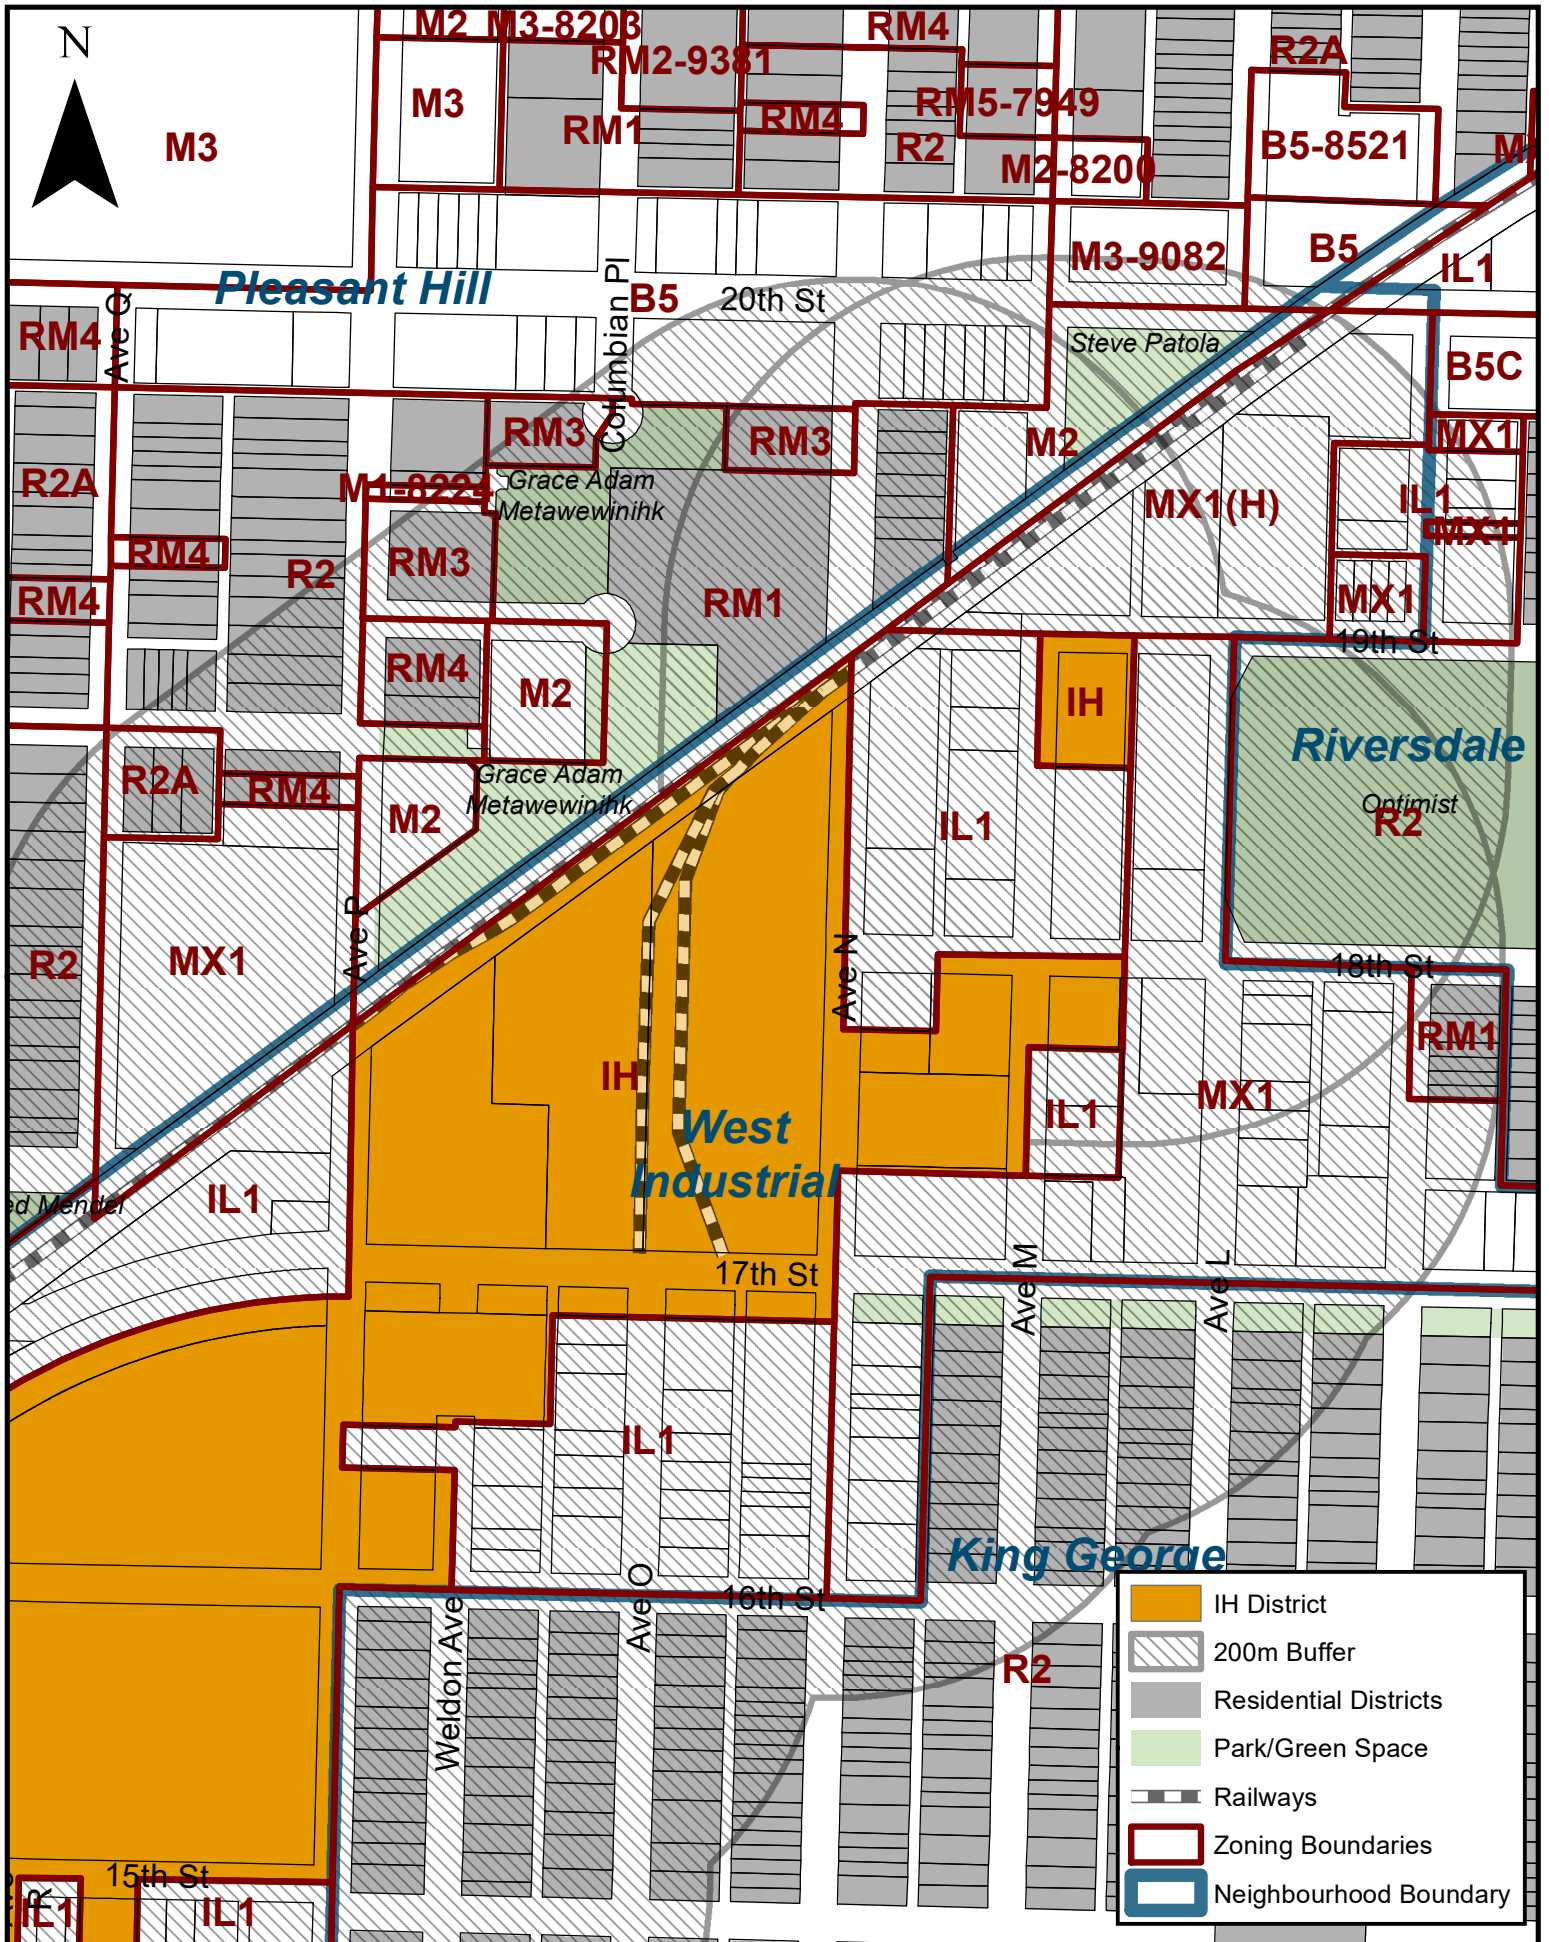 N
M2
M3-8203
RM4
R2A
RM2-9381
M3
RM5-7949
RM4
RM1
M3
R2
B5-8521
M2-8200
M3-9082
B5
IL1
Pleasant Hill
B5
20th St
Columbian Pl
Ave Q
RM4
Steve Patola
B5C
RM3
RM3
M2
MX1
R2A
M1-8224
Grace Adam
Metawewinihk
MX1(H)
IL1
MX1
RM4
RM3
R2
RM4
RM1
MX1
19th St
RM4
M2
IH
Riversdale
R2A
RM4
Grace Adam
Metawewinihk
M2
IL1
Optimist
R2
Ave P
R2
MX1
Ave N
18th St
RM1
IH
MX1
IL1
West
Industrial
ed Mendel
IL1
17th St
Ave M
Ave L
IL1
King George
16th St
Ave O
Weldon Ave
R2
15th St
R
IL1
IL1
IH District
200m Buffer
Residential Districts
Park/Green Space
Railways
Zoning Boundaries
Neighbourhood Boundary